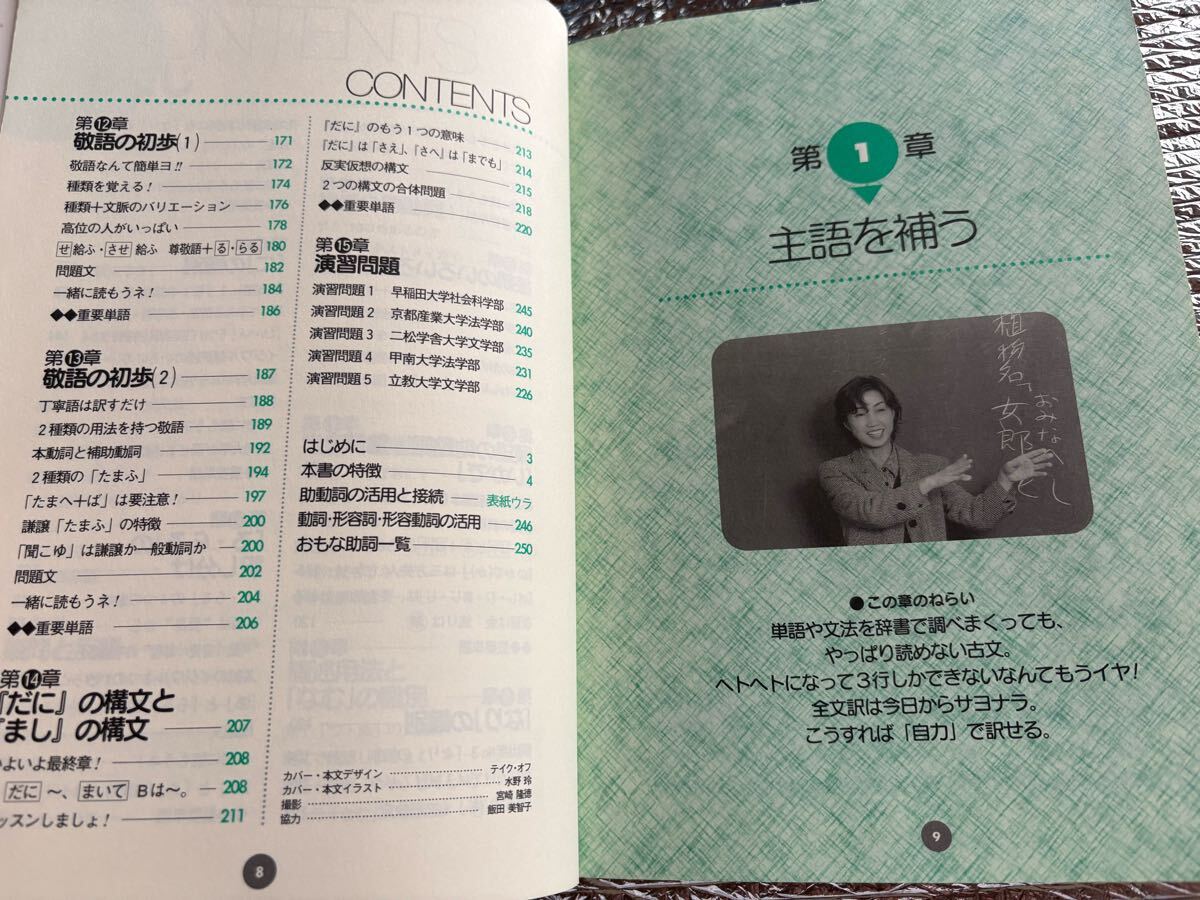 CONTENTS
第⓬章
敬語の初歩(1) 171
敬語なんて簡単ヨ!! 172
種類を覚える! 174
種類＋文脈のバリエーション 176
高位の人がいっぱい 178
せ給ふ・させ給ふ 尊敬語＋る・らる 180
問題文 182
一緒に読もうネ! 184
◆◆重要単語 186
第⓭章
敬語の初歩(2) 187
丁寧語は訳すだけ 188
2種類の用法を持つ敬語 189
本動詞と補助動詞 192
2種類の「たまふ」 194
「たまへ＋ば」は要注意! 197
謙譲「たまふ」の特徴 200
「聞こゆ」は謙譲か一般動詞か 200
問題文 202
一緒に読もうネ! 204
◆◆重要単語 206
第⓮章
『だに』の構文と
『まし』の構文 207
よいよ最終章! 208
だに 〜、まいて Bは〜。 208
ッスンしましょ! 211
『だに』のもう1つの意味 213
『だに』は「さえ」、「さへ」は「までも」 214
反実仮想の構文 215
2つの構文の合体問題 218
◆◆重要単語 220
第⓯章
演習問題
演習問題1 早稲田大学社会科学部 245
演習問題2 京都産業大学法学部 240
演習問題3 二松学舎大学文学部 235
演習問題4 甲南大学法学部 231
演習問題5 立教大学文学部 226
はじめに 3
本書の特徴 4
助動詞の活用と接続 表紙ウラ
動詞・形容詞・形容動詞の活用 246
おもな助詞一覧 250
カバー・本文デザイン テイク・オフ
カバー・本文イラスト 水野 玲
撮影 宮崎 隆徳
協力 飯田 美智子
8
第1章
主語を補う
植物名「おみなへし
女郎
と
●この章のねらい
単語や文法を辞書で調べまくっても、
やっぱり読めない古文。
ヘトヘトになって3行しかできないなんてもうイヤ!
全文訳は今日からサヨナラ。
こうすれば「自力」で訳せる。
9